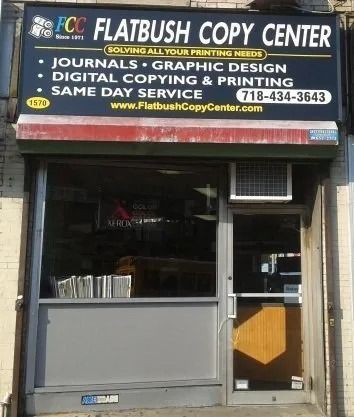 FCC FLATBUSH COPY CENTER
Since 1971
SOLVING ALL YOUR PRINTING NEEDS
• JOURNALS • GRAPHIC DESIGN
• DIGITAL COPYING & PRINTING
• SAME DAY SERVICE 718-434-3643
1570
www.FlatbushCopyCenter.com
COLOR
XEROX